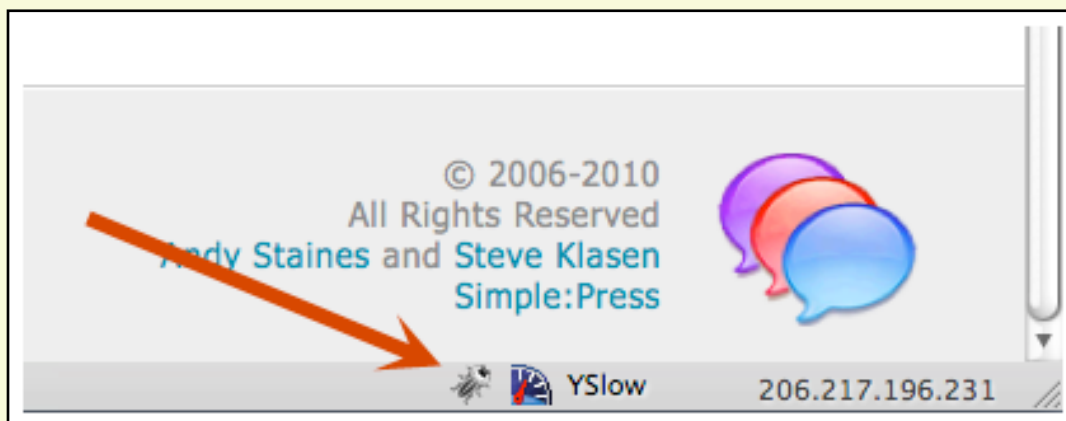 © 2006-2010
All Rights Reserved
Andy Staines and Steve Klasen
Simple:Press
YSlow
206.217.196.231